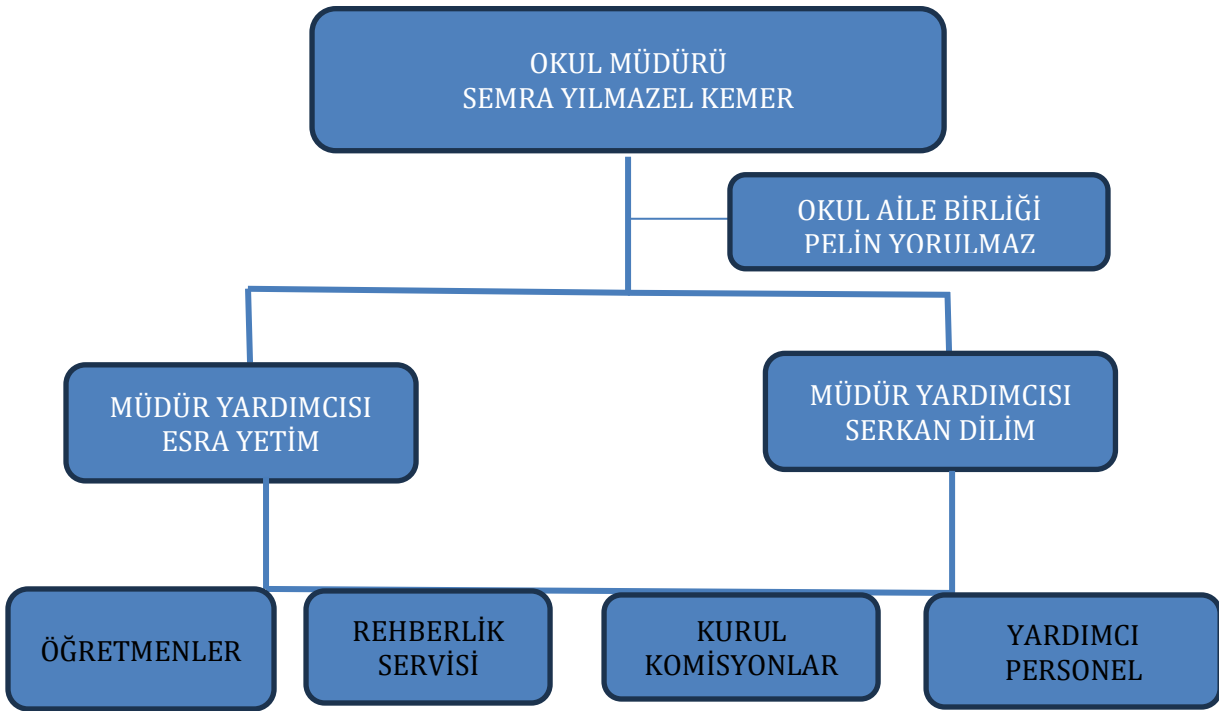 OKUL MÜDÜRÜ
SEMRA YILMAZEL KEMER
OKUL AİLE BİRLİĞİ
PELİN YORULMAZ
MÜDÜR YARDIMCISI
ESRA YETİM
MÜDÜR YARDIMCISI
SERKAN DİLİM
ÖĞRETMENLER
REHBERLİK
SERVİSİ
KURUL
KOMİSYONLAR
YARDIMCI
PERSONEL